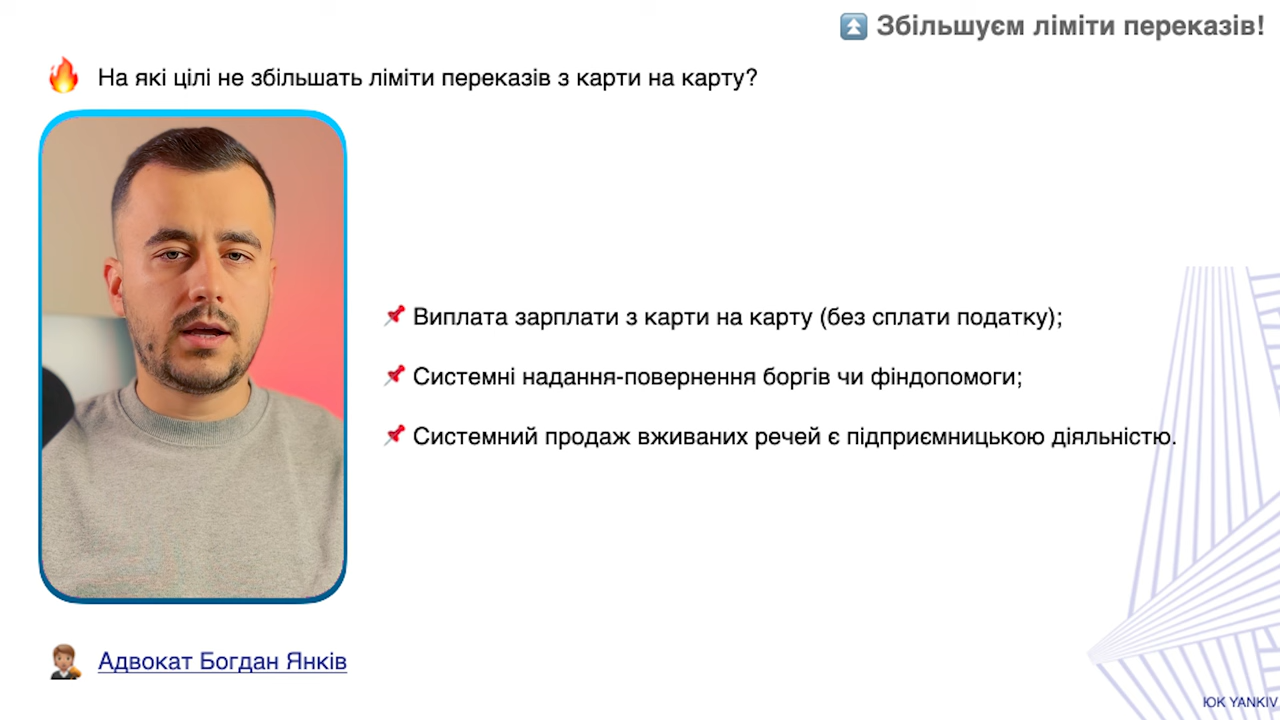 Збільшуєм ліміти переказів!
На які цілі не збільшать ліміти переказів з карти на карту?
Виплата зарплати з карти на карту (без сплати податку);
Системні надання-повернення боргів чи фіндопомоги;
Системний продаж вживаних речей є підприємницькою діяльністю.
Адвокат Богдан Янків
ЮК YANKIV